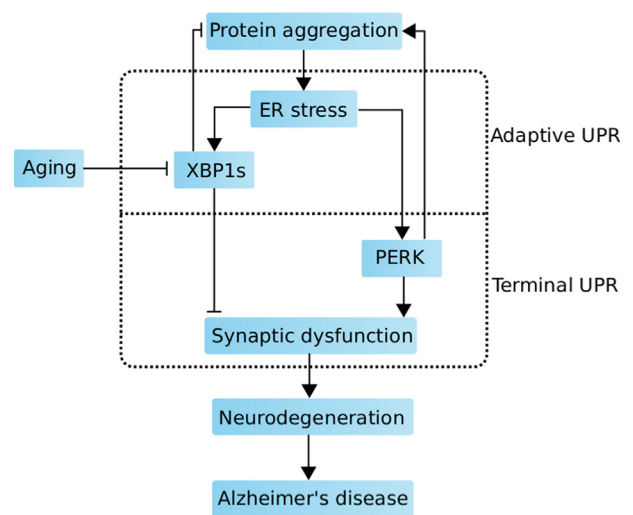 Protein aggregation
ER stress
Adaptive UPR
Aging
XBP1s
PERK
Terminal UPR
Synaptic dysfunction
Neurodegeneration
Alzheimer's disease